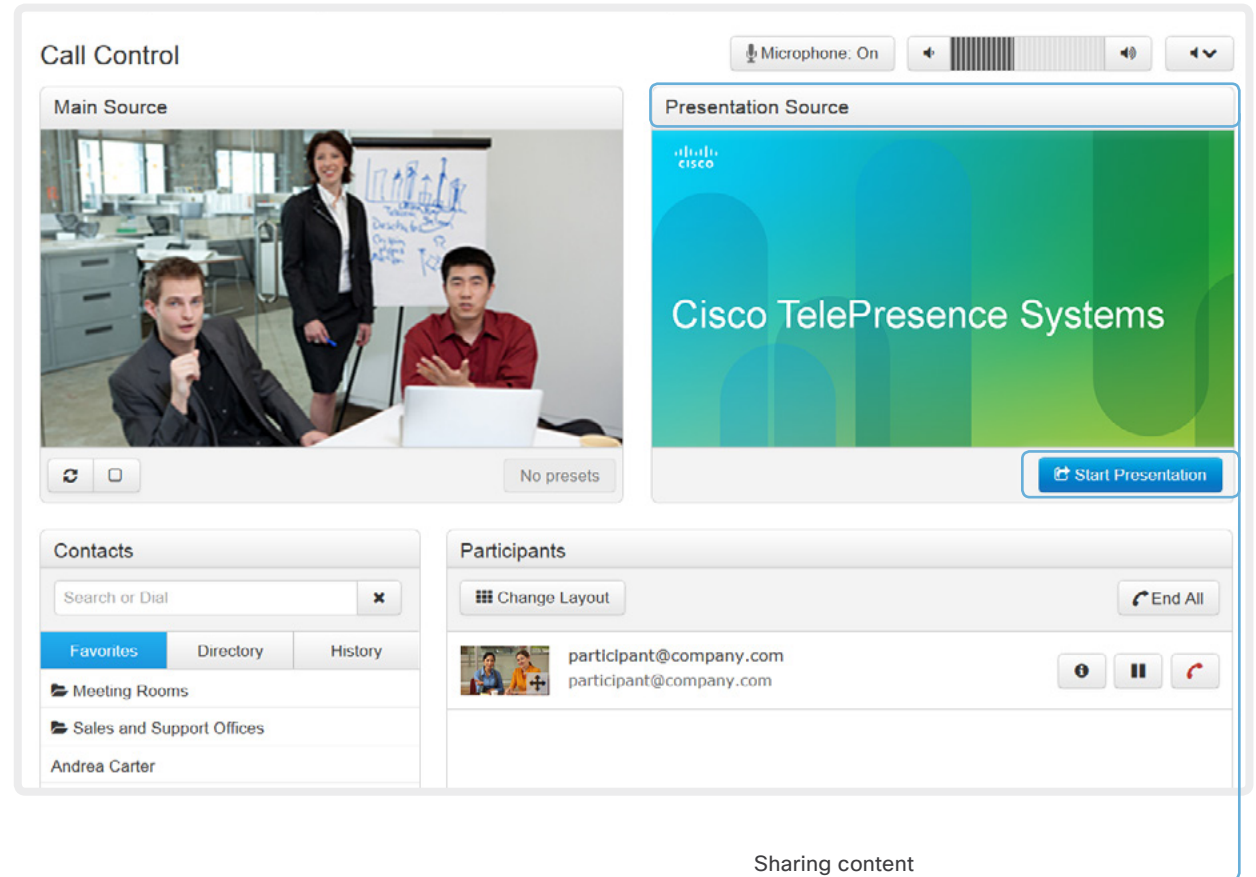 Call Control
Microphone: On
Main Source
Presentation Source
CISCO
Cisco TelePresence Systems
No presets
Start Presentation
Contacts
Participants
Search or Dial
Change Layout
End All
Favorites
Directory
History
participant@company.com
participant@company.com
Meeting Rooms
Sales and Support Offices
Andrea Carter
Sharing content